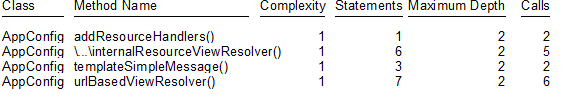 Class Method Name Complexity Statements Maximum Depth Calls
AppConfig addResourceHandlers() 1 1 2 2
AppConfig \...\internalResourceViewResolver() 1 6 2 5
AppConfig templateSimpleMessage() 1 3 2 2
AppConfig urlBasedViewResolver() 1 7 2 6